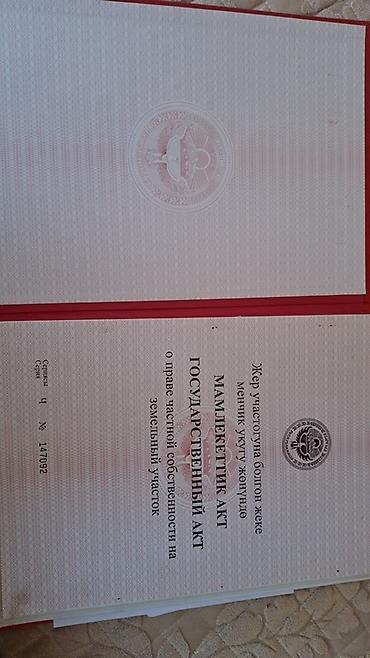 Жер участогуна болгон жеке
менчик укугу жөнүндө
МАМЛЕКЕТТИК АКТ
ГОСУДАРСТВЕННЫЙ АКТ
о праве частной собственности на
земельный участок
Сериясы
Серия
Ч № 147092